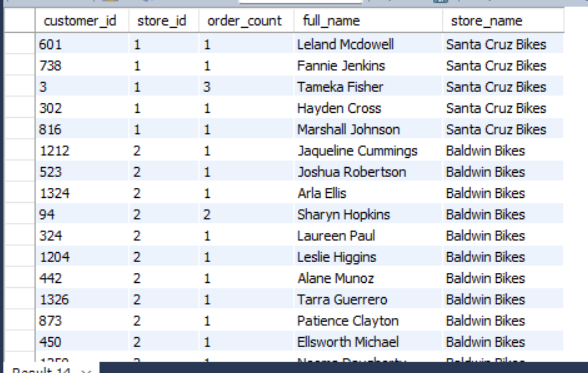 customer_id store_id order_count full_name store_name
601 1 1 Leland Mcdowell Santa Cruz Bikes
738 1 1 Fannie Jenkins Santa Cruz Bikes
3 1 3 Tameka Fisher Santa Cruz Bikes
302 1 1 Hayden Cross Santa Cruz Bikes
816 1 1 Marshall Johnson Santa Cruz Bikes
1212 2 1 Jaqueline Cummings Baldwin Bikes
523 2 1 Joshua Robertson Baldwin Bikes
1324 2 1 Arla Ellis Baldwin Bikes
94 2 2 Sharyn Hopkins Baldwin Bikes
324 2 1 Laureen Paul Baldwin Bikes
1204 2 1 Leslie Higgins Baldwin Bikes
442 2 1 Alane Munoz Baldwin Bikes
1326 2 1 Tarra Guerrero Baldwin Bikes
873 2 1 Patience Clayton Baldwin Bikes
450 2 1 Ellsworth Michael Baldwin Bikes
2 1 Baldwin Bikes
Result 14